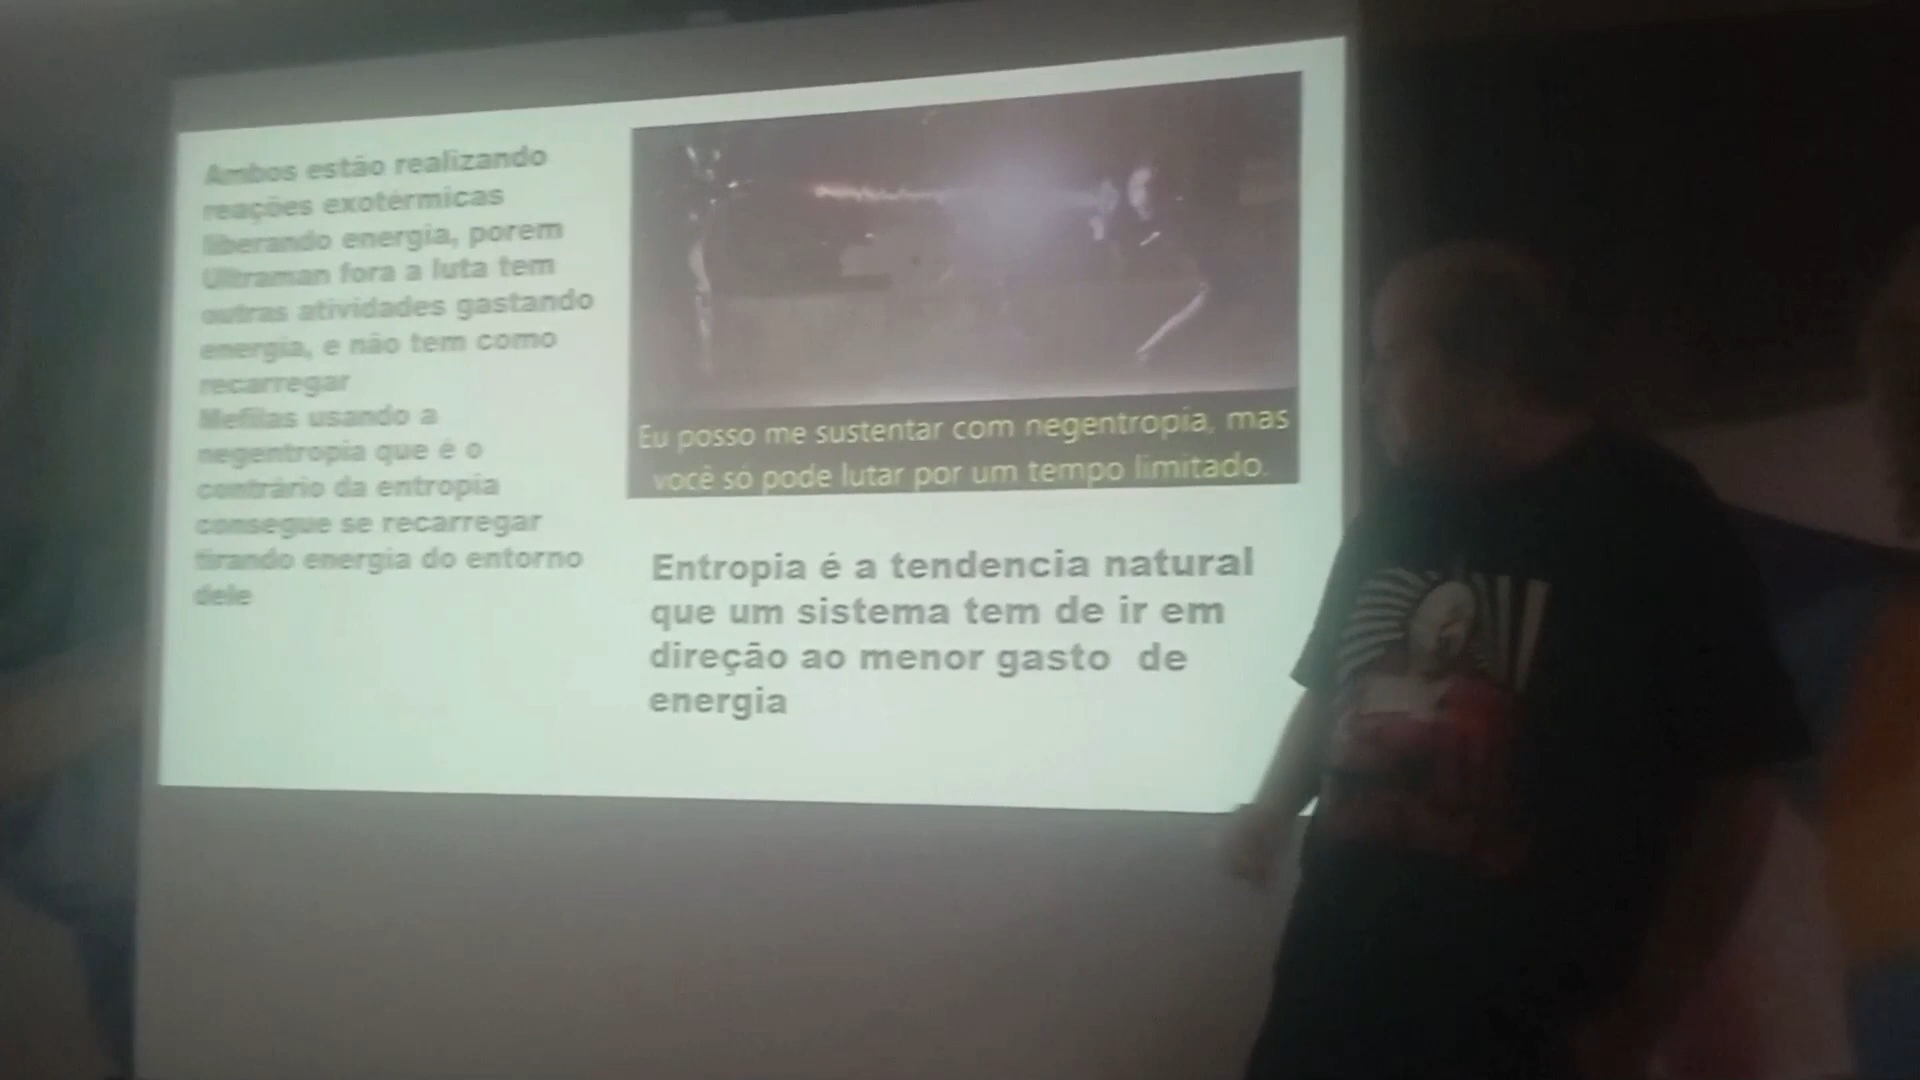 Ambos estão realizando
reações exotérmicas
liberando energia, porem
Ultraman fora a luta tem
outras atividades gastando
energia, e não tem como
recarregar
Mefilas usando a
negentropia que é o
contrário da entropia
consegue se recarregar
tirando energia do entorno
dele
Eu posso me sustentar com negentropia, mas
você só pode lutar por um tempo limitado.
Entropia é a tendencia natural
que um sistema tem de ir em
direção ao menor gasto de
energia